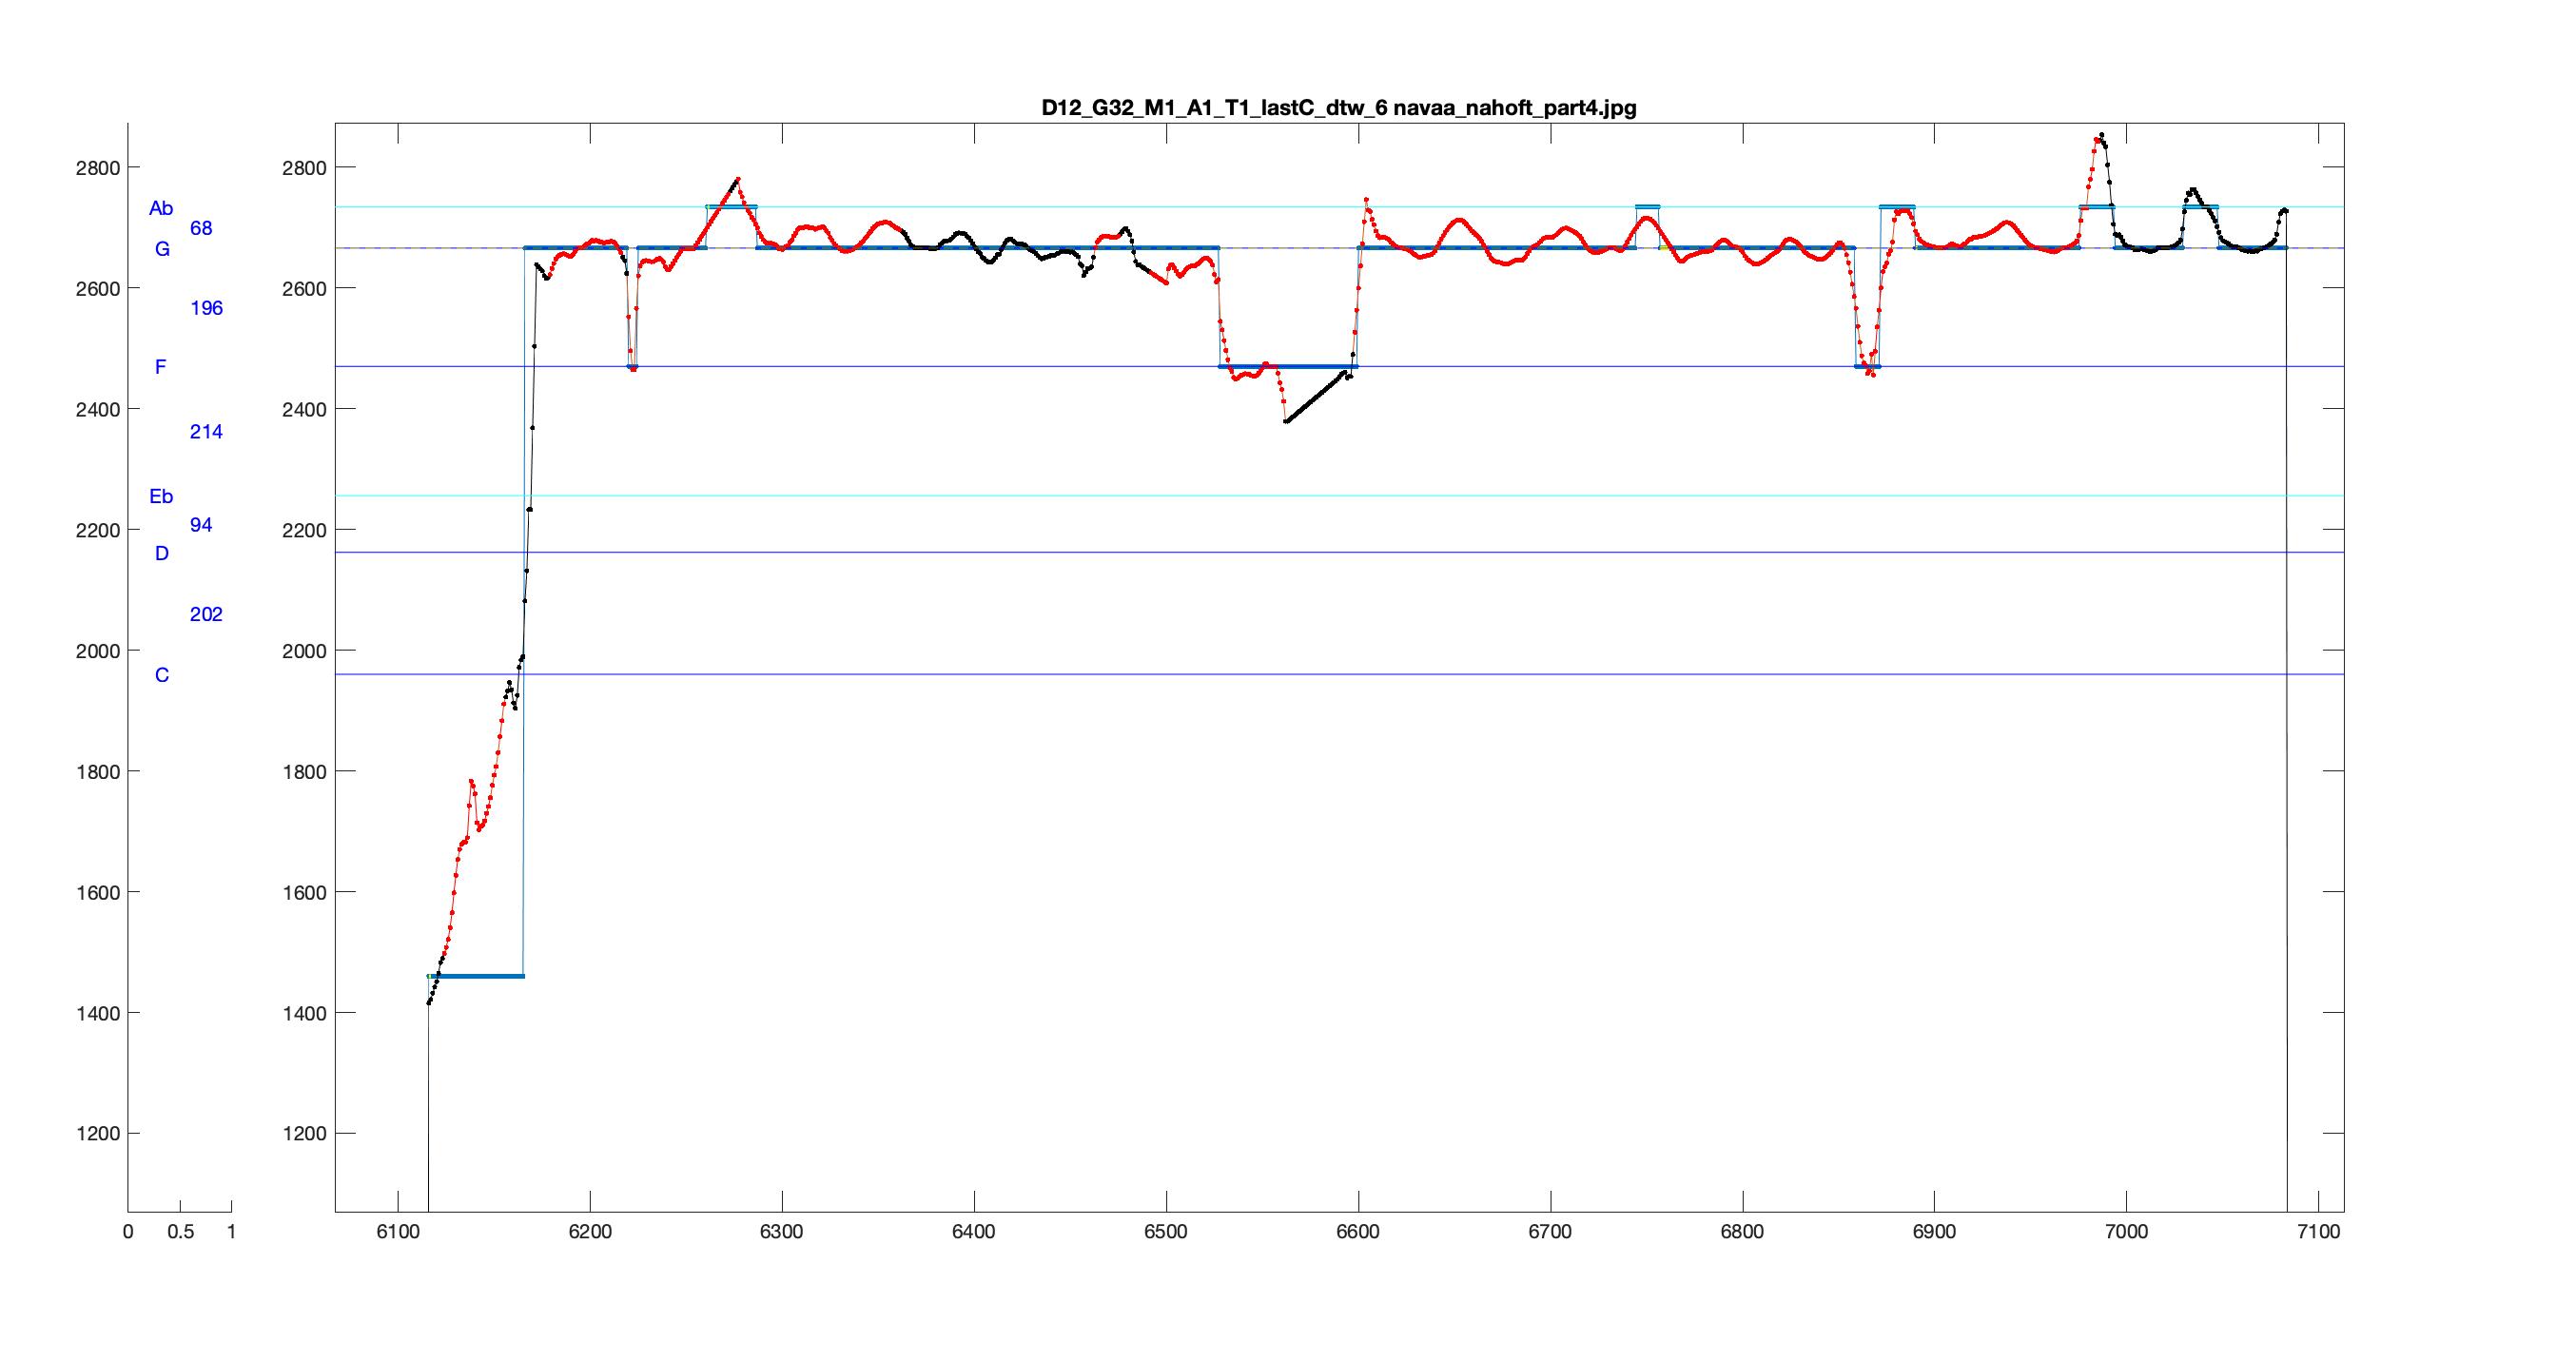 D12_G32_M1_A1_T1_lastC_dtw_6 navaa_nahoft_part4.jpg
2800 2800
Ab
68
G
196
2600 2600
F
2400 2400
214
Eb
94
2200 2200
D
202
2000 2000
C
1800 1800
1600 1600
1400 1400
1200 1200
0 0.5 1 6100 6200 6300 6400 6500 6600 6700 6800 6900 7000 7100